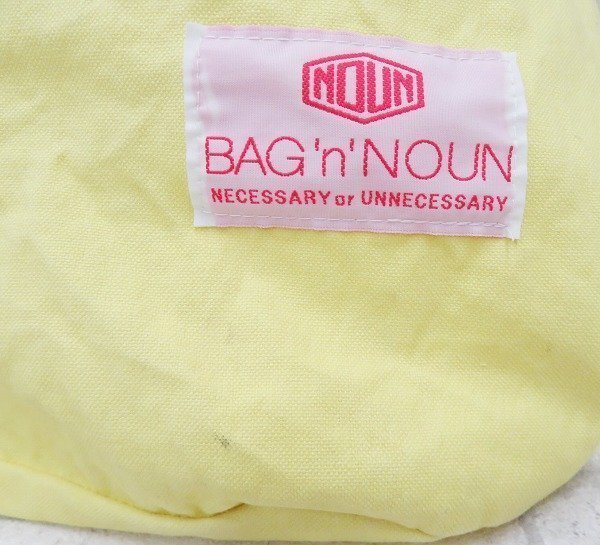 NOUN
BAG 'n' NOUN
NECESSARY or UNNECESSARY